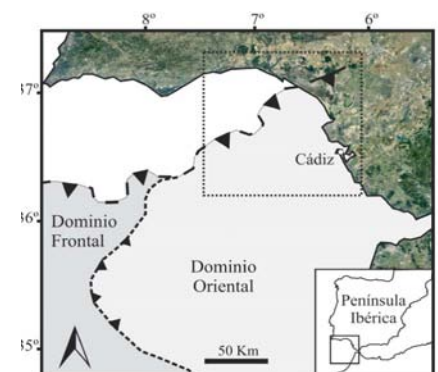 8º
7º
6º
37º
Cádiz
36º
Dominio
Frontal
Dominio
Oriental
Península
Ibérica
50 Km
35º